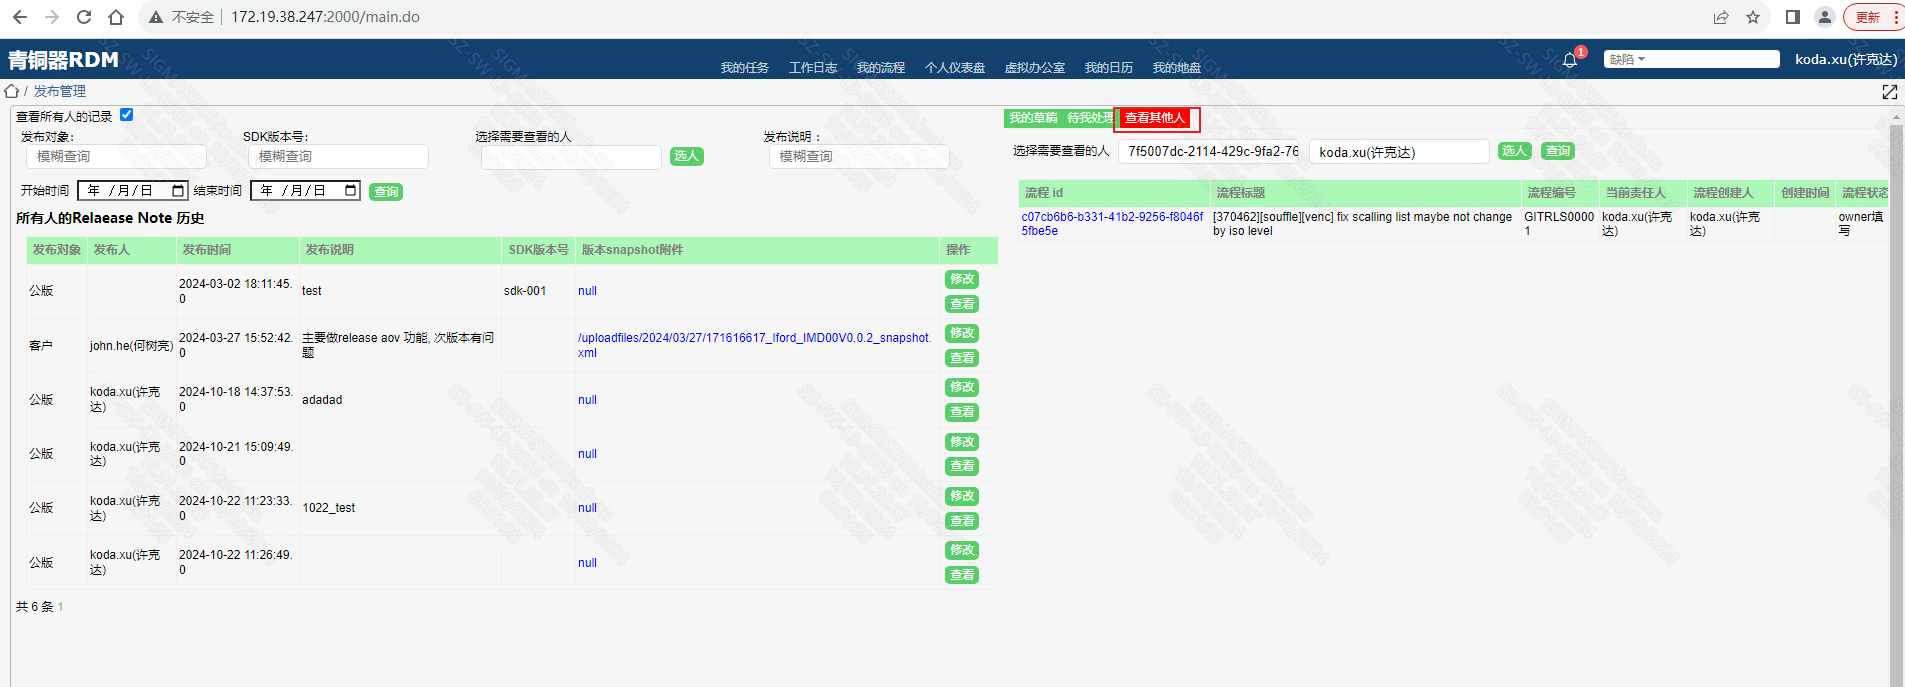 不安全 172.19.38.247:2000/main.do 更新
青铜器RDM 我的任务 工作日志 我的流程 个人仪表盘 虚拟办公室 我的日历 我的地盘 1 缺陷 koda.xu(许克达)
/ 发布管理
查看所有人的记录
发布对象: SDK版本号: 选择需要查看的人 发布说明：
模糊查询 模糊查询 选人 模糊查询
开始时间 年 /月/日 结束时间 年 /月/日 查询
所有人的Relaease Note 历史
发布对象 发布人 发布时间 发布说明 SDK版本号 版本snapshot附件 操作
公版 2024-03-02 18:11:45.
0 test sdk-001 null 修改
查看
客户 john.he(何树亮) 2024-03-27 15:52:42.
0 主要做release aov 功能, 次版本有问
题 /uploadfiles/2024/03/27/171616617_Iford_IMD00V0.0.2_snapshot.
xml 修改
查看
公版 koda.xu(许克
达) 2024-10-18 14:37:53.
0 adadad null 修改
查看
公版 koda.xu(许克
达) 2024-10-21 15:09:49.
0 null 修改
查看
公版 koda.xu(许克
达) 2024-10-22 11:23:33.
0 1022_test null 修改
查看
公版 koda.xu(许克
达) 2024-10-22 11:26:49.
0 null 修改
查看
共 6 条 1
我的草稿 待我处理 查看其他人
选择需要查看的人 7f5007dc-2114-429c-9fa2-76 koda.xu(许克达) 选人 查询
流程 id 流程标题 流程编号 当前责任人 流程创建人 创建时间 流程状态
c07cb6b6-b331-41b2-9256-f8046f
5fbe5e [370462][souffle][venc] fix scalling list maybe not change
by iso level GITRLS0000
1 koda.xu(许克
达) koda.xu(许克
达) owner填
写